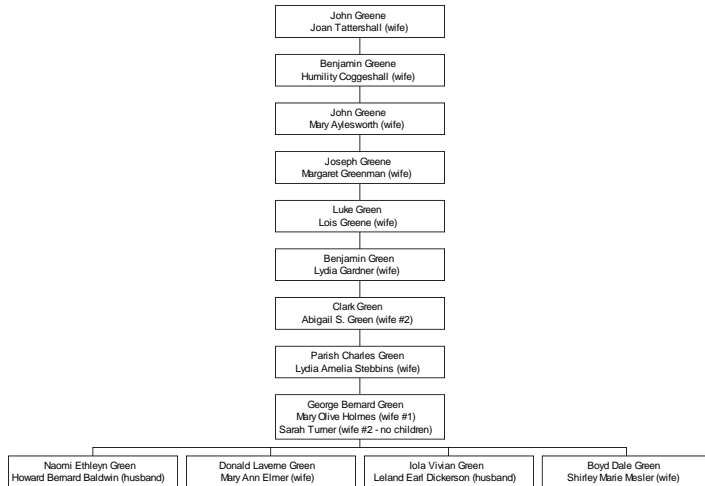 John Greene
Joan Tattershall (wife)
Benjamin Greene
Humility Coggeshall (wife)
John Greene
Mary Aylesworth (wife)
Joseph Greene
Margaret Greenman (wife)
Luke Green
Lois Greene (wife)
Benjamin Green
Lydia Gardner (wife)
Clark Green
Abigail S. Green (wife #2)
Parish Charles Green
Lydia Amelia Stebbins (wife)
George Bernard Green
Mary Olive Holmes (wife #1)
Sarah Turner (wife #2 - no children)
Naomi Ethleyn Green
Howard Bernard Baldwin (husband)
Donald Laverne Green
Mary Ann Elmer (wife)
Iola Vivian Green
Leland Earl Dickerson (husband)
Boyd Dale Green
Shirley Marie Mesler (wife)